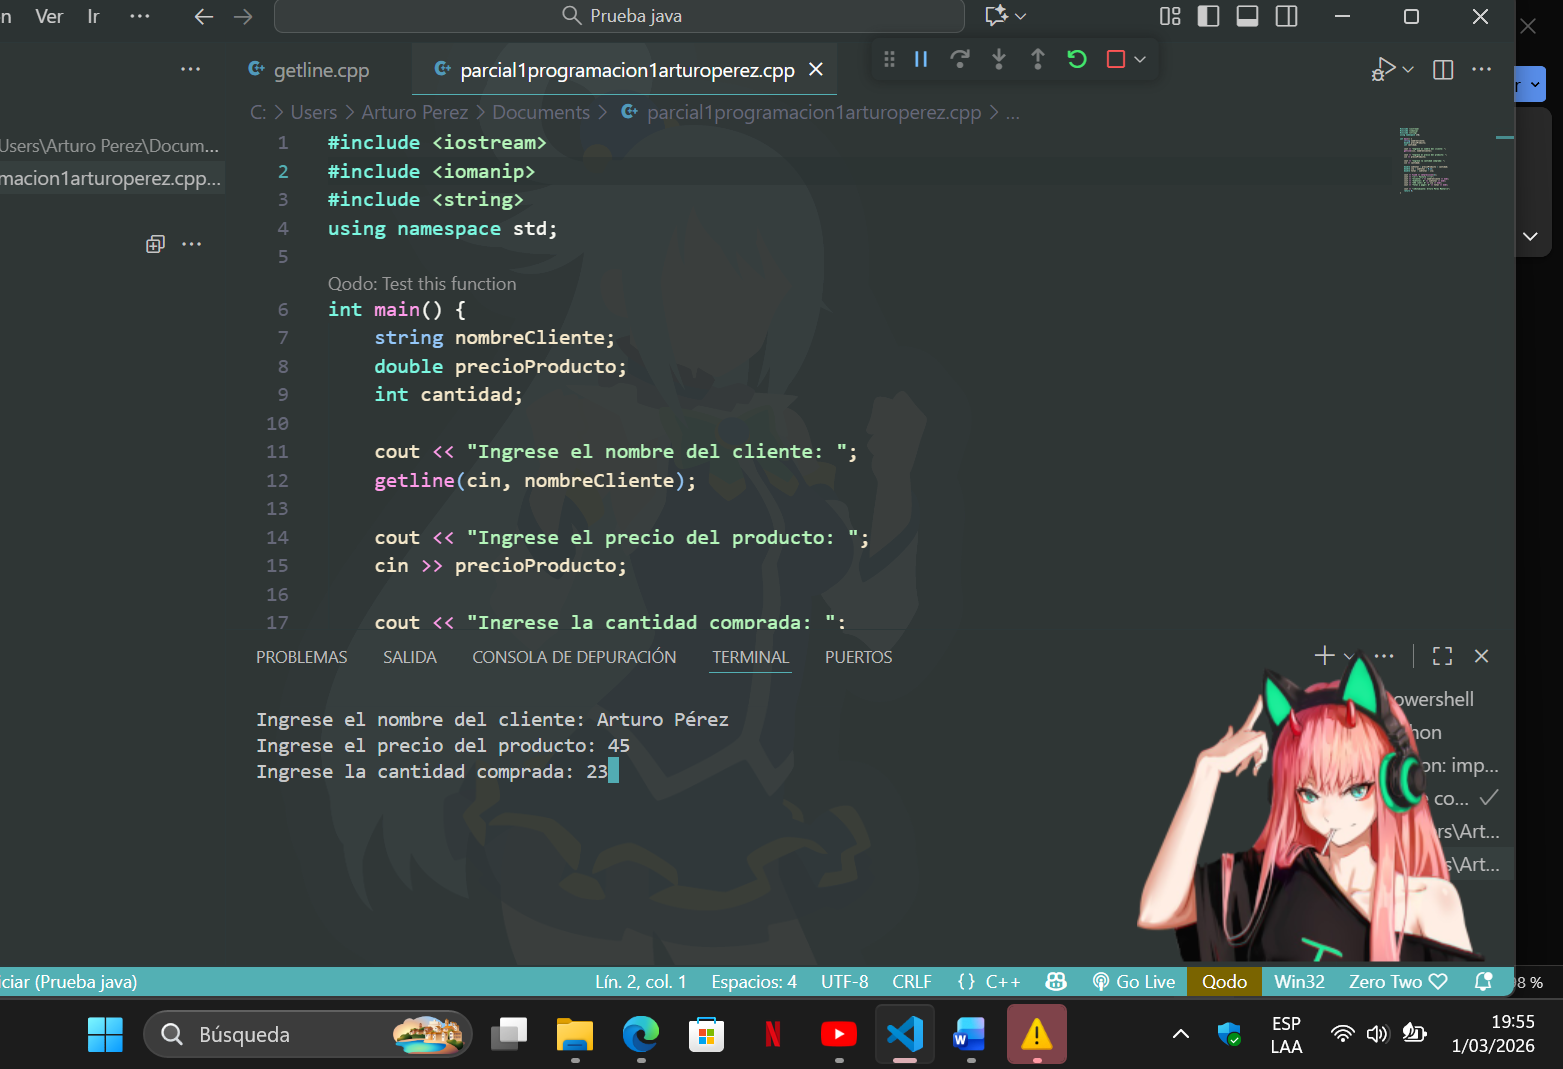 Ver Ir ···
Prueba java
getline.cpp
parcial1programacion1arturoperez.cpp
C: > Users > Arturo Perez > Documents > parcial1programacion1arturoperez.cpp > ...
Users\Arturo Perez\Docum...
macion1arturoperez.cpp...
1 #include <iostream>
2 #include <iomanip>
3 #include <string>
4 using namespace std;
5
Qodo: Test this function
6 int main() {
7 string nombreCliente;
8 double precioProducto;
9 int cantidad;
10
11 cout << "Ingrese el nombre del cliente: ";
12 getline(cin, nombreCliente);
13
14 cout << "Ingrese el precio del producto: ";
15 cin >> precioProducto;
16
17 cout << "Ingrese la cantidad comprada: ";
PROBLEMAS SALIDA CONSOLA DE DEPURACIÓN TERMINAL PUERTOS
Ingrese el nombre del cliente: Arturo Pérez
Ingrese el precio del producto: 45
Ingrese la cantidad comprada: 23
owershell
hon
on: imp...
co...
rs\Art...
s\Art...
ciar (Prueba java)
Lín. 2, col. 1 Espacios: 4 UTF-8 CRLF {} C++ Go Live Qodo Win32 Zero Two
98 %
Búsqueda
ESP
LAA
19:55
1/03/2026